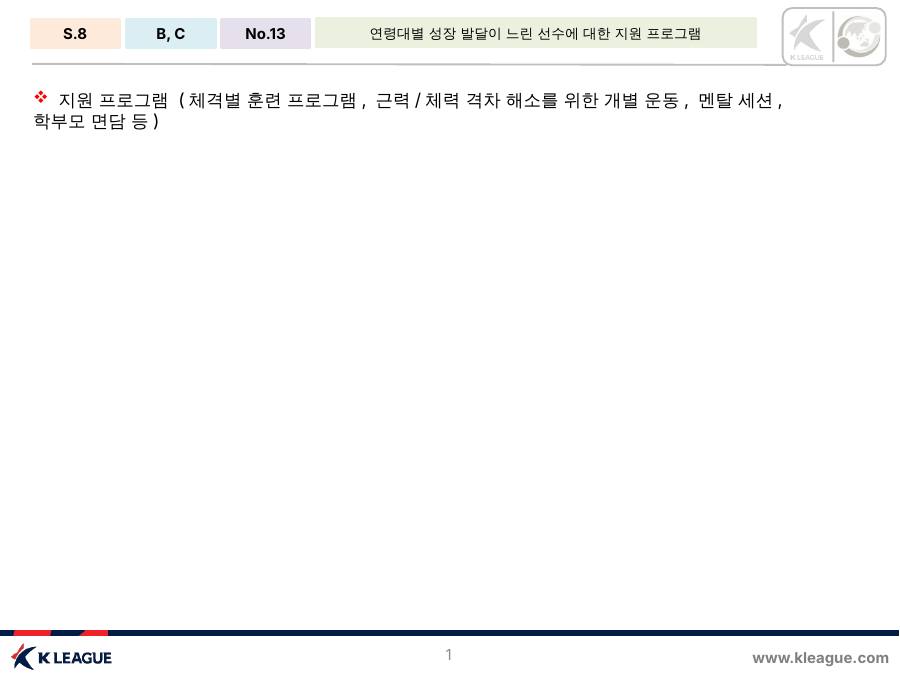 S.8
B, C
No.13
연령대별 성장 발달이 느린 선수에 대한 지원 프로그램
K LEAGUE
❖ 지원 프로그램 ( 체격별 훈련 프로그램 , 근력 / 체력 격차 해소를 위한 개별 운동 , 멘탈 세션 ,
학부모 면담 등 )
K LEAGUE
1
www.kleague.com